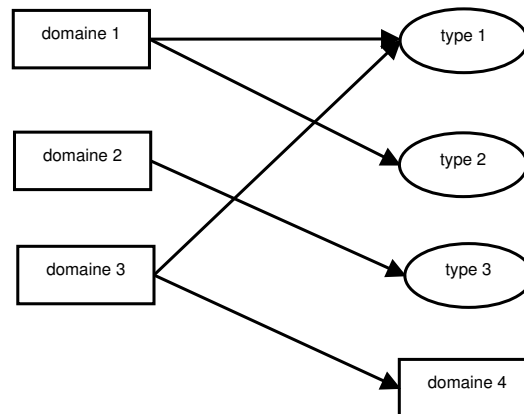 domaine 1
type 1
domaine 2
type 2
domaine 3
type 3
domaine 4